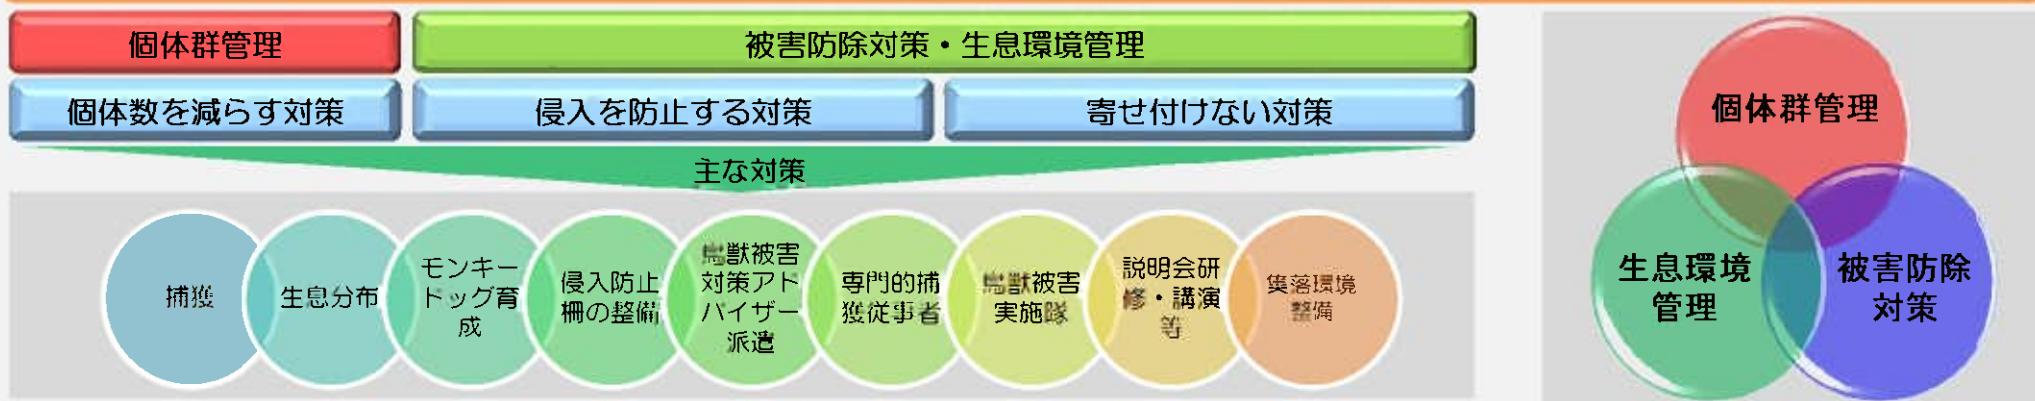 個体群管理
被害防除対策・生息環境管理
個体数を減らす対策
侵入を防止する対策
寄せ付けない対策
主な対策
捕獲
生息分布
モンキー
ドッグ育
成
侵入防止
柵の整備
鳥獣被害
対策アド
バイザー
派遣
専門的捕
獲従事者
鳥獣被害
実施隊
説明会研
修・講演
等
集落環境
整備
個体群管理
生息環境
管理
被害防除
対策